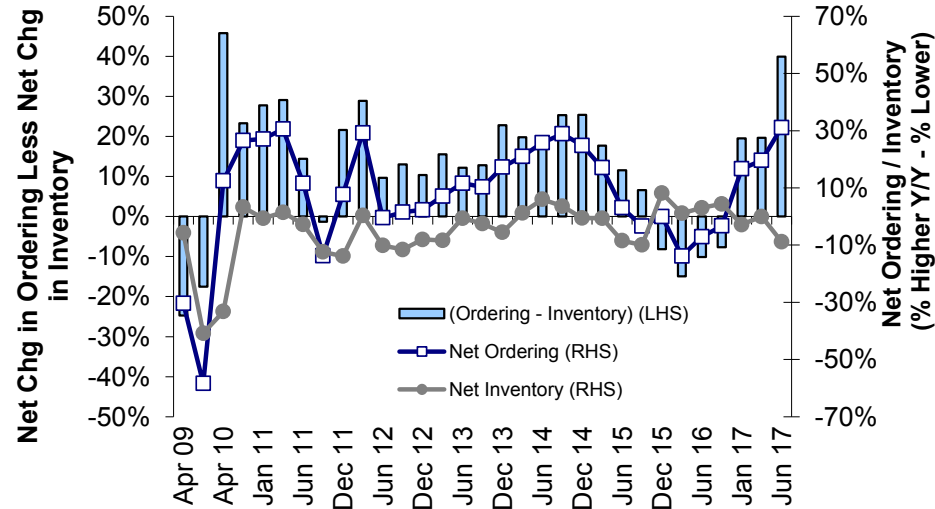 Net Chg in Ordering Less Net Chg
in Inventory
50%
40%
30%
20%
10%
0%
-10%
-20%
-30%
-40%
-50%
(Ordering - Inventory) (LHS)
Net Ordering (RHS)
Net Inventory (RHS)
70%
50%
30%
10%
-10%
-30%
-50%
-70%
Net Ordering / Inventory
(% Higher Y/Y - % Lower)
Apr 09
Apr 10
Jan 11
Jun 11
Dec 11
Jun 12
Dec 12
Jun 13
Dec 13
Jun 14
Dec 14
Jun 15
Dec 15
Jun 16
Jan 17
Jun 17